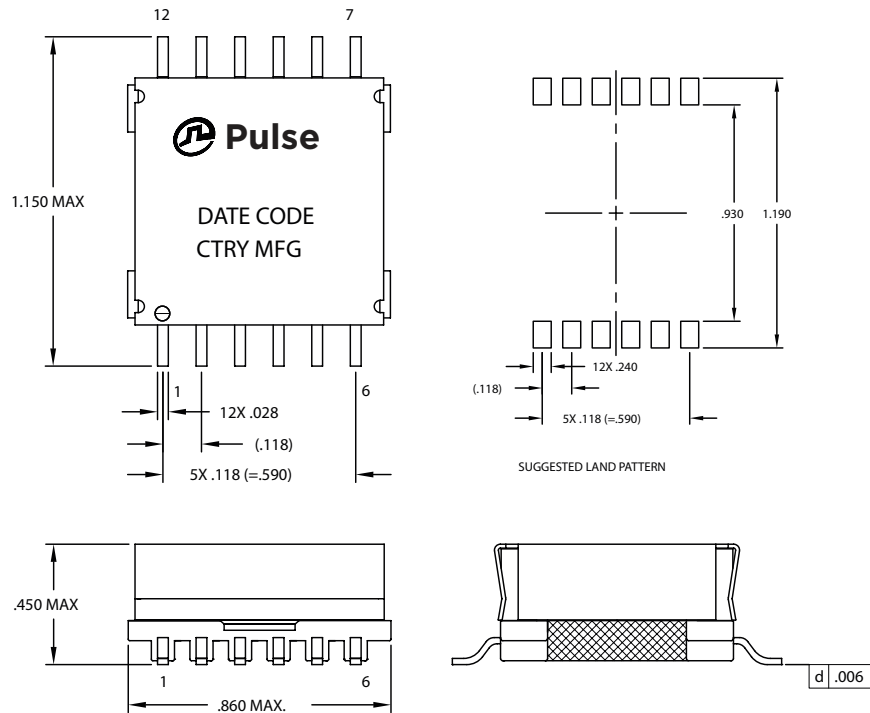 12 7
1.150 MAX
Pulse
DATE CODE
CTRY MFG
1 6
12X .028
(.118)
5X .118 (=.590)
.930 1.190
12X .240
(.118)
5X .118 (=.590)
SUGGESTED LAND PATTERN
.450 MAX
1 6
.860 MAX.
d .006